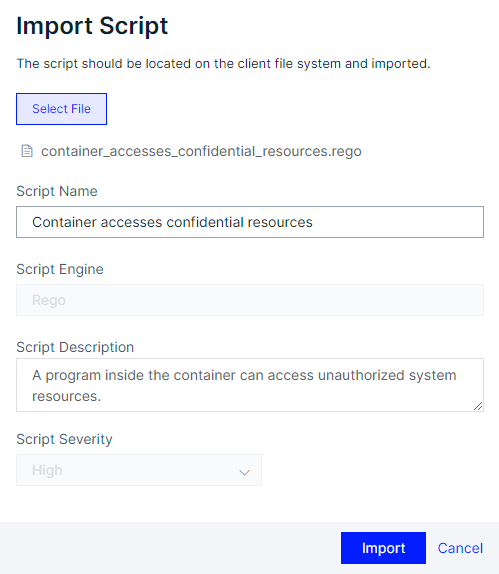 Import Script
The script should be located on the client file system and imported.
Select File
container_accesses_confidential_resources.rego
Script Name
Container accesses confidential resources
Script Engine
Rego
Script Description
A program inside the container can access unauthorized system
resources.
Script Severity
High
Import Cancel